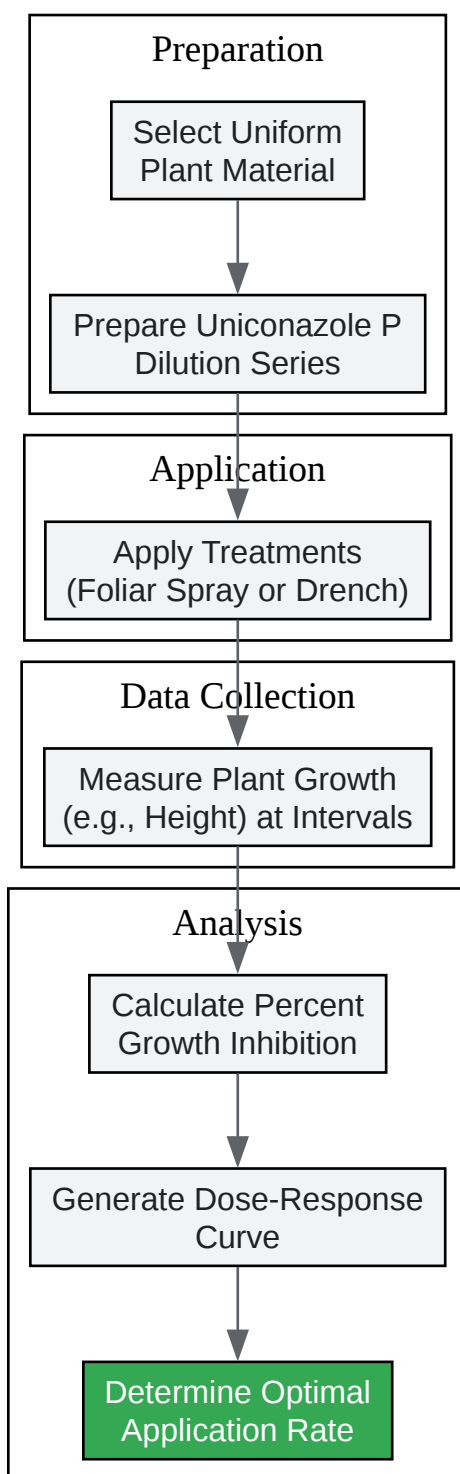 Preparation
Select Uniform
Plant Material
Prepare Uniconazole P
Dilution Series
Application
Apply Treatments
(Foliar Spray or Drench)
Data Collection
Measure Plant Growth
(e.g., Height) at Intervals
Analysis
Calculate Percent
Growth Inhibition
Generate Dose-Response
Curve
Determine Optimal
Application Rate